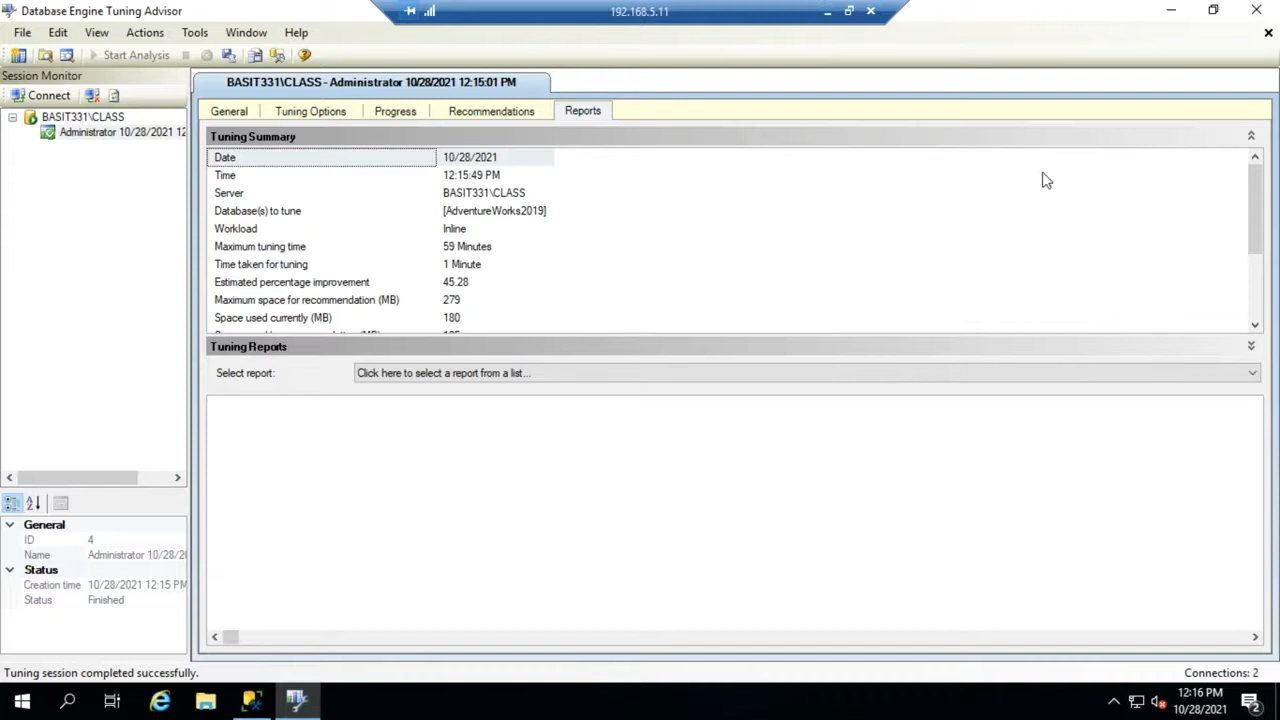 Database Engine Tuning Advisor
192.168.5.11
File Edit View Actions Tools Window Help
Start Analysis
Session Monitor
Connect
BASIT331\CLASS
Administrator 10/28/2021 12
BASIT331\CLASS - Administrator 10/28/2021 12:15:01 PM
General Tuning Options Progress Recommendations Reports
Tuning Summary
Date 10/28/2021
Time 12:15:49 PM
Server BASIT331\CLASS
Database(s) to tune [AdventureWorks2019]
Workload Inline
Maximum tuning time 59 Minutes
Time taken for tuning 1 Minute
Estimated percentage improvement 45.28
Maximum space for recommendation (MB) 279
Space used currently (MB) 180
Tuning Reports
Select report: Click here to select a report from a list...
General
ID 4
Name Administrator 10/28/20
Status
Creation time 10/28/2021 12:15 PM
Status Finished
Tuning session completed successfully.
Connections: 2
12:16 PM
10/28/2021
2